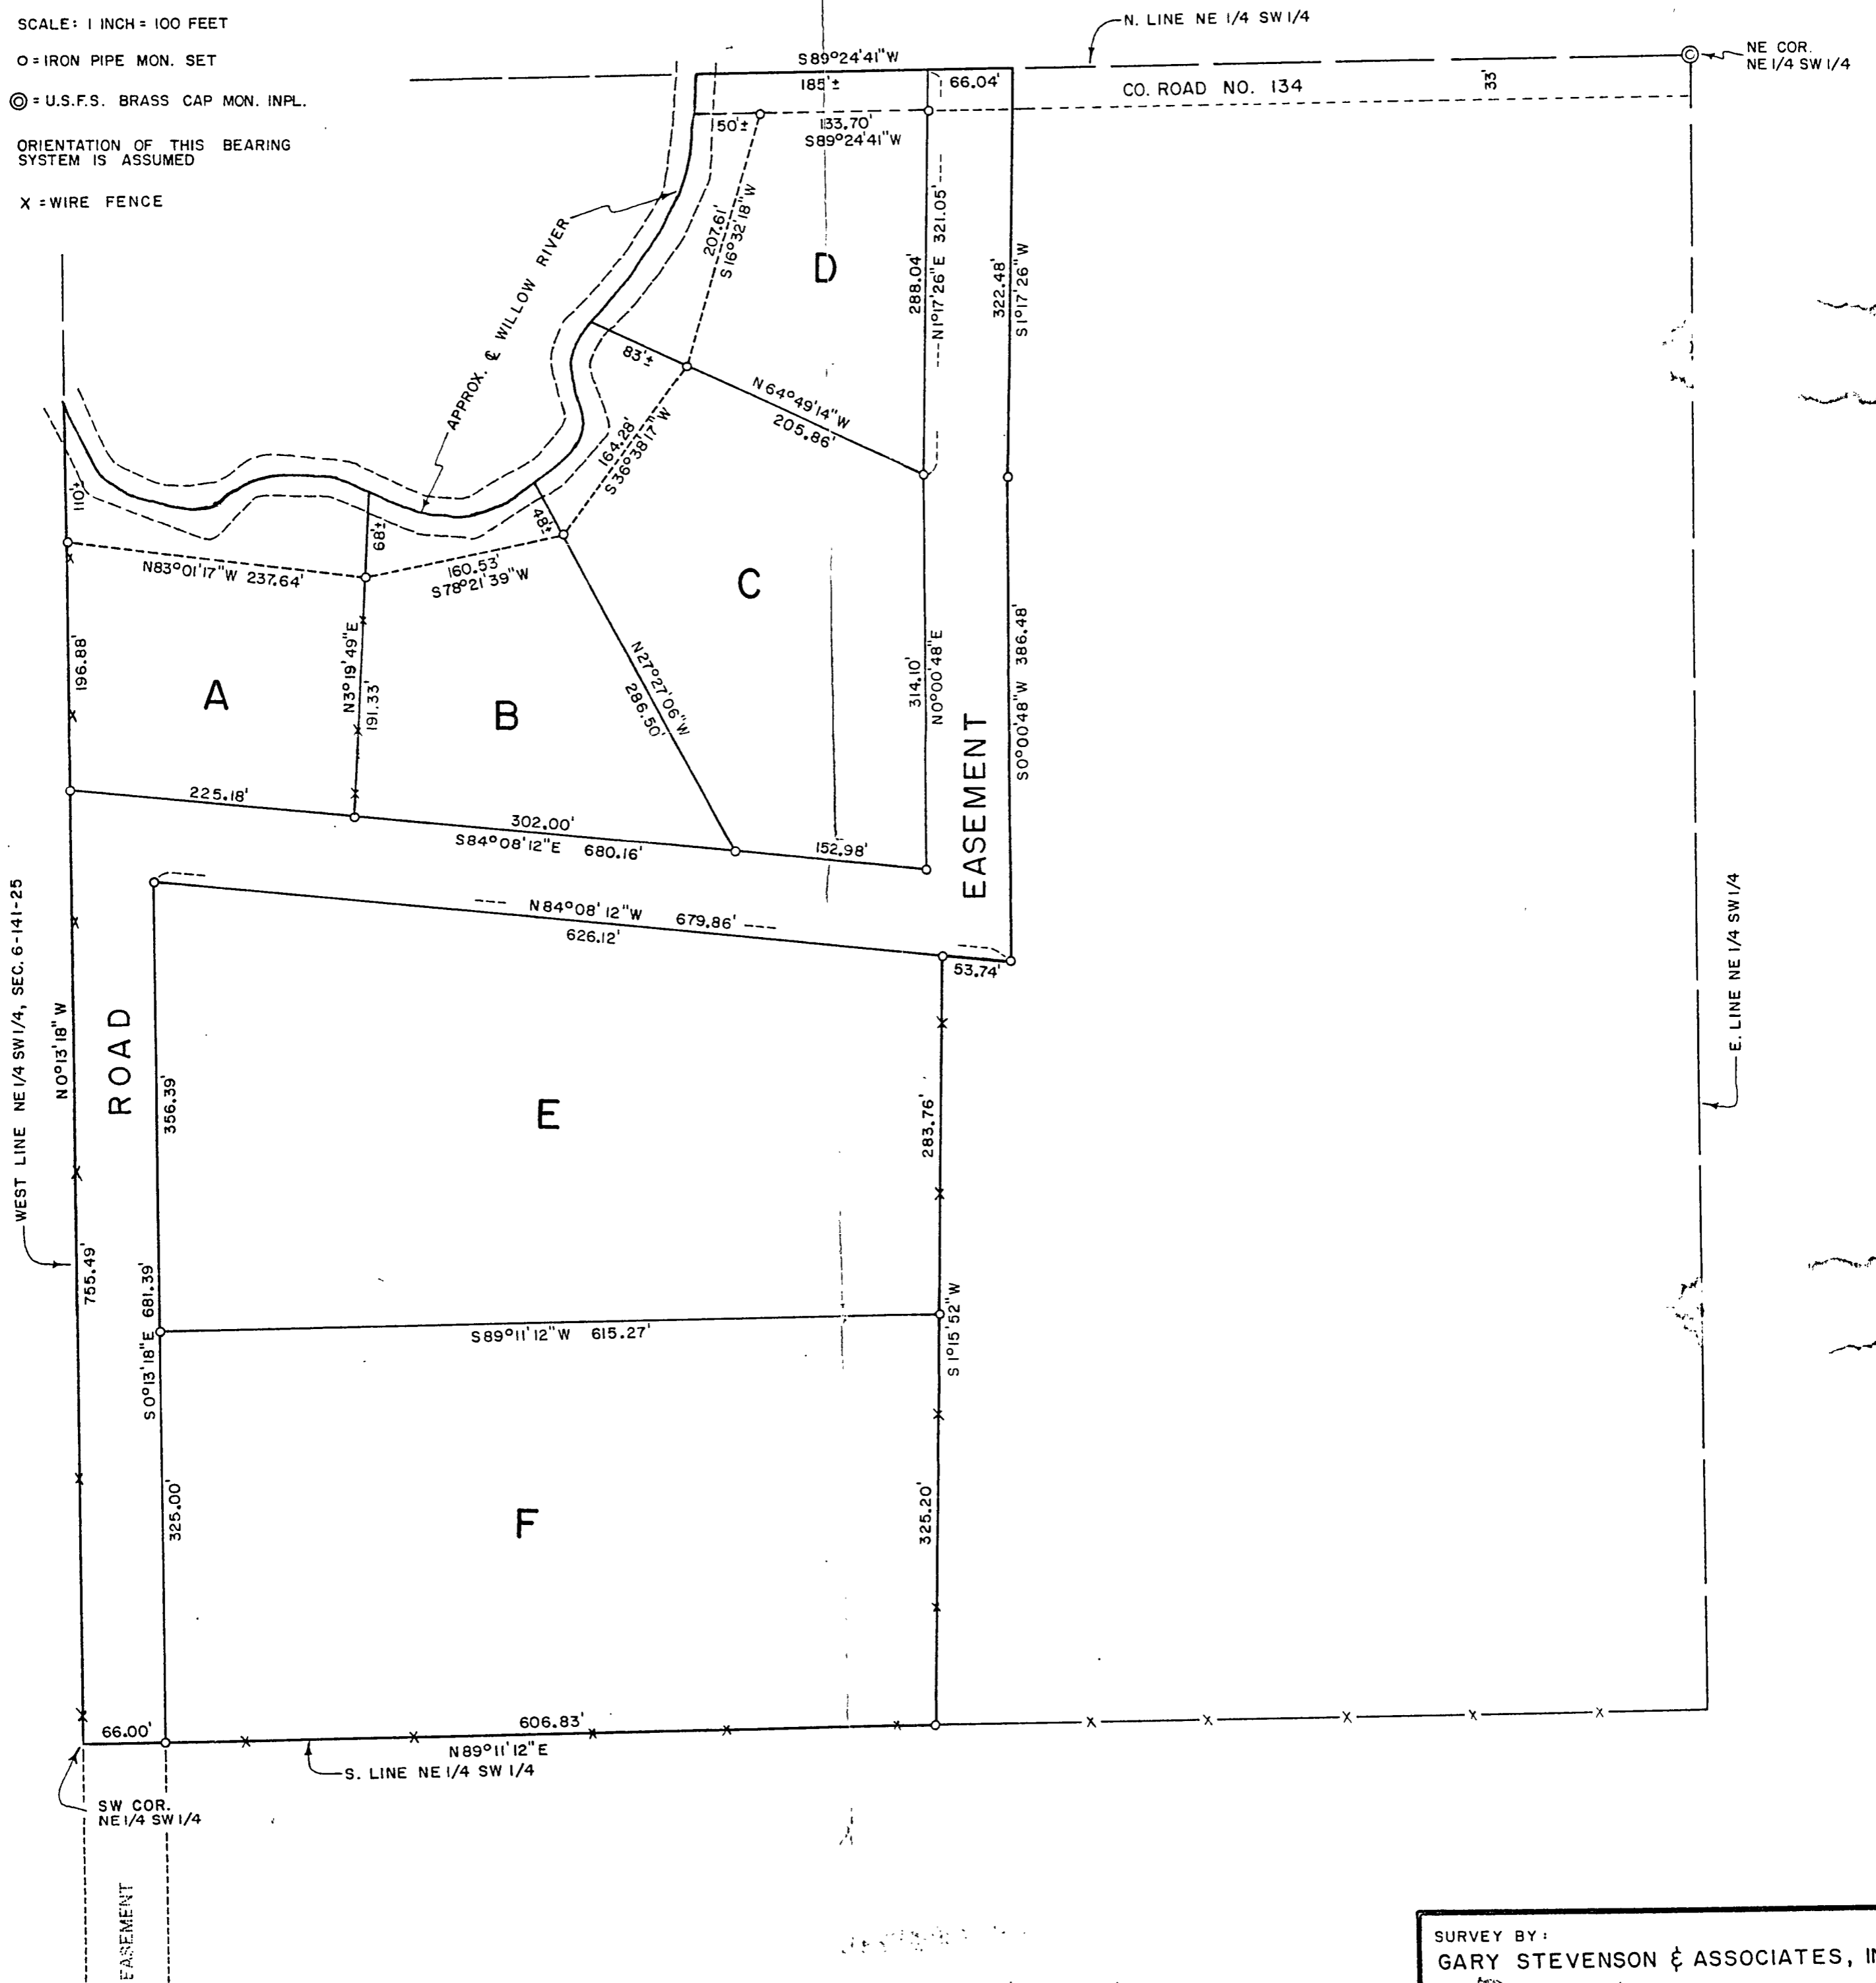 SCALE: 1 INCH = 100 FEET
O = IRON PIPE MON. SET
◎ = U.S.F.S. BRASS CAP MON. INPL.
ORIENTATION OF THIS BEARING
SYSTEM IS ASSUMED
X = WIRE FENCE
N. LINE NE 1/4 SW 1/4
NE COR.
NE 1/4 SW 1/4
S89°24'41"W
185'±
66.04'
CO. ROAD NO. 134
33'
50'±
133.70'
S89°24'41"W
207.61'
S16°32'18"W
D
288.04'
N1°17'26"E 321.05'
322.48'
S1°17'26"W
APPROX. ℄ WILLOW RIVER
83'±
N64°49'14"W
205.86'
164.28'
S36°38'17"W
110'±
68'±
48'±
N83°01'17"W 237.64'
160.53'
S78°21'39"W
C
196.88'
A
N3°19'49"E
191.33'
B
N27°27'06"W
286.50'
314.10'
N0°00'48"E
S0°00'48"W 386.48'
EASEMENT
225.18'
302.00'
S84°08'12"E 680.16'
152.98'
N84°08'12"W 679.86'
626.12'
53.74'
WEST LINE NE 1/4 SW 1/4, SEC. 6-141-25
N0°13'18"W
755.49'
ROAD
356.39'
S0°13'18"E 681.39'
E
283.76'
E. LINE NE 1/4 SW 1/4
S89°11'12"W 615.27'
S1°15'52"W
325.00'
F
325.20'
66.00'
606.83'
N89°11'12"E
S. LINE NE 1/4 SW 1/4
SW COR.
NE 1/4 SW 1/4
EASEMENT
SURVEY BY:
GARY STEVENSON & ASSOCIATES, IN